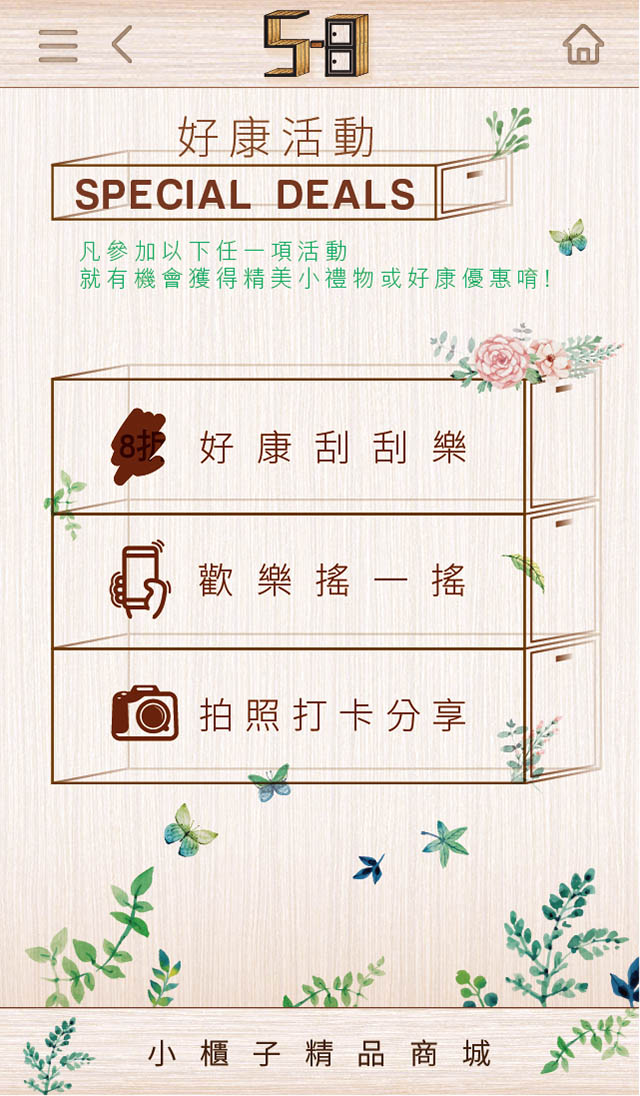 5-8
好康活動
SPECIAL DEALS
凡參加以下任一項活動
就有機會獲得精美小禮物或好康優惠唷!
8折
好康刮刮樂
歡樂搖一搖
拍照打卡分享
小櫃子精品商城